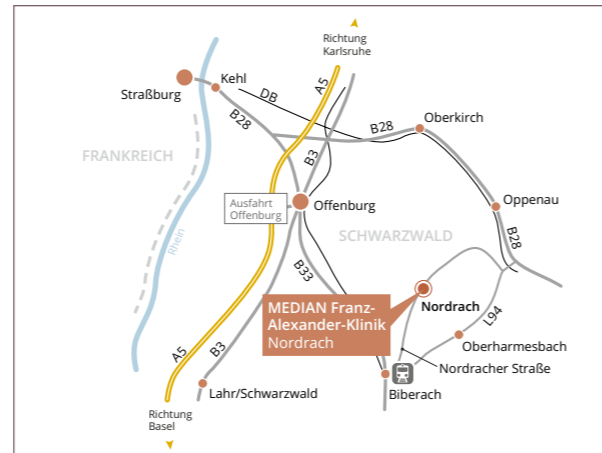 Richtung
Karlsruhe
Kehl
Straßburg
DB
A5
B28
B3
B28
Oberkirch
FRANKREICH
Ausfahrt
Offenburg
Offenburg
Oppenau
Rhein
SCHWARZWALD
B28
B33
MEDIAN Franz-
Alexander-Klinik
Nordrach
Nordrach
L94
A5
B3
Oberharmesbach
Nordracher Straße
Lahr/Schwarzwald
Biberach
Richtung
Basel